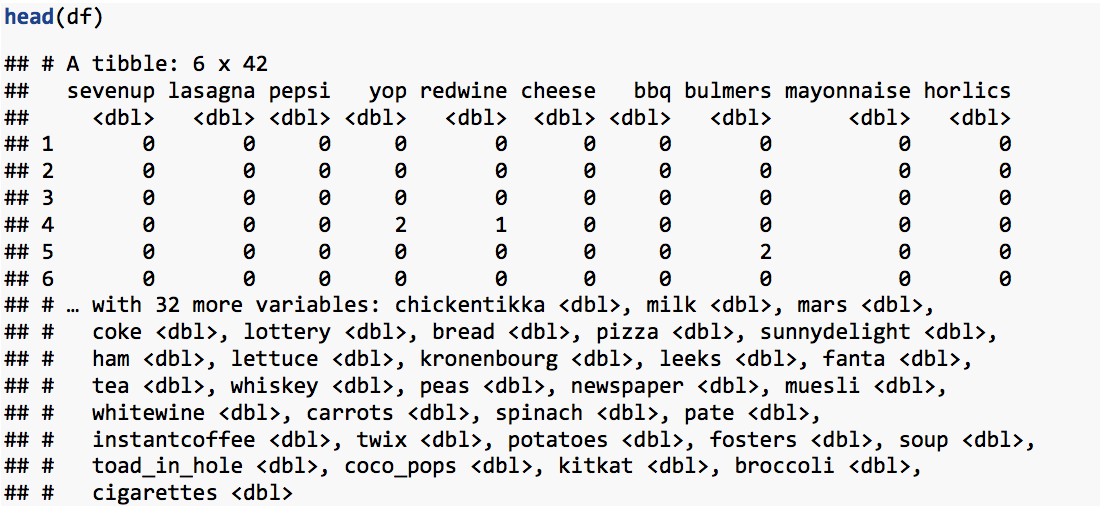 head(df)
## # A tibble: 6 x 42
##   sevenup lasagna pepsi   yop redwine cheese   bbq bulmers mayonnaise horlics
##     <dbl>   <dbl> <dbl> <dbl>   <dbl>  <dbl> <dbl>   <dbl>      <dbl>   <dbl>
## 1       0       0     0     0       0      0     0       0          0       0
## 2       0       0     0     0       0      0     0       0          0       0
## 3       0       0     0     0       0      0     0       0          0       0
## 4       0       0     0     2       1      0     0       0          0       0
## 5       0       0     0     0       0      0     0       2          0       0
## 6       0       0     0     0       0      0     0       0          0       0
## # … with 32 more variables: chickentikka <dbl>, milk <dbl>, mars <dbl>,
## #   coke <dbl>, lottery <dbl>, bread <dbl>, pizza <dbl>, sunnydelight <dbl>,
## #   ham <dbl>, lettuce <dbl>, kronenbourg <dbl>, leeks <dbl>, fanta <dbl>,
## #   tea <dbl>, whiskey <dbl>, peas <dbl>, newspaper <dbl>, muesli <dbl>,
## #   whitewine <dbl>, carrots <dbl>, spinach <dbl>, pate <dbl>,
## #   instantcoffee <dbl>, twix <dbl>, potatoes <dbl>, fosters <dbl>, soup <dbl>,
## #   toad_in_hole <dbl>, coco_pops <dbl>, kitkat <dbl>, broccoli <dbl>,
## #   cigarettes <dbl>